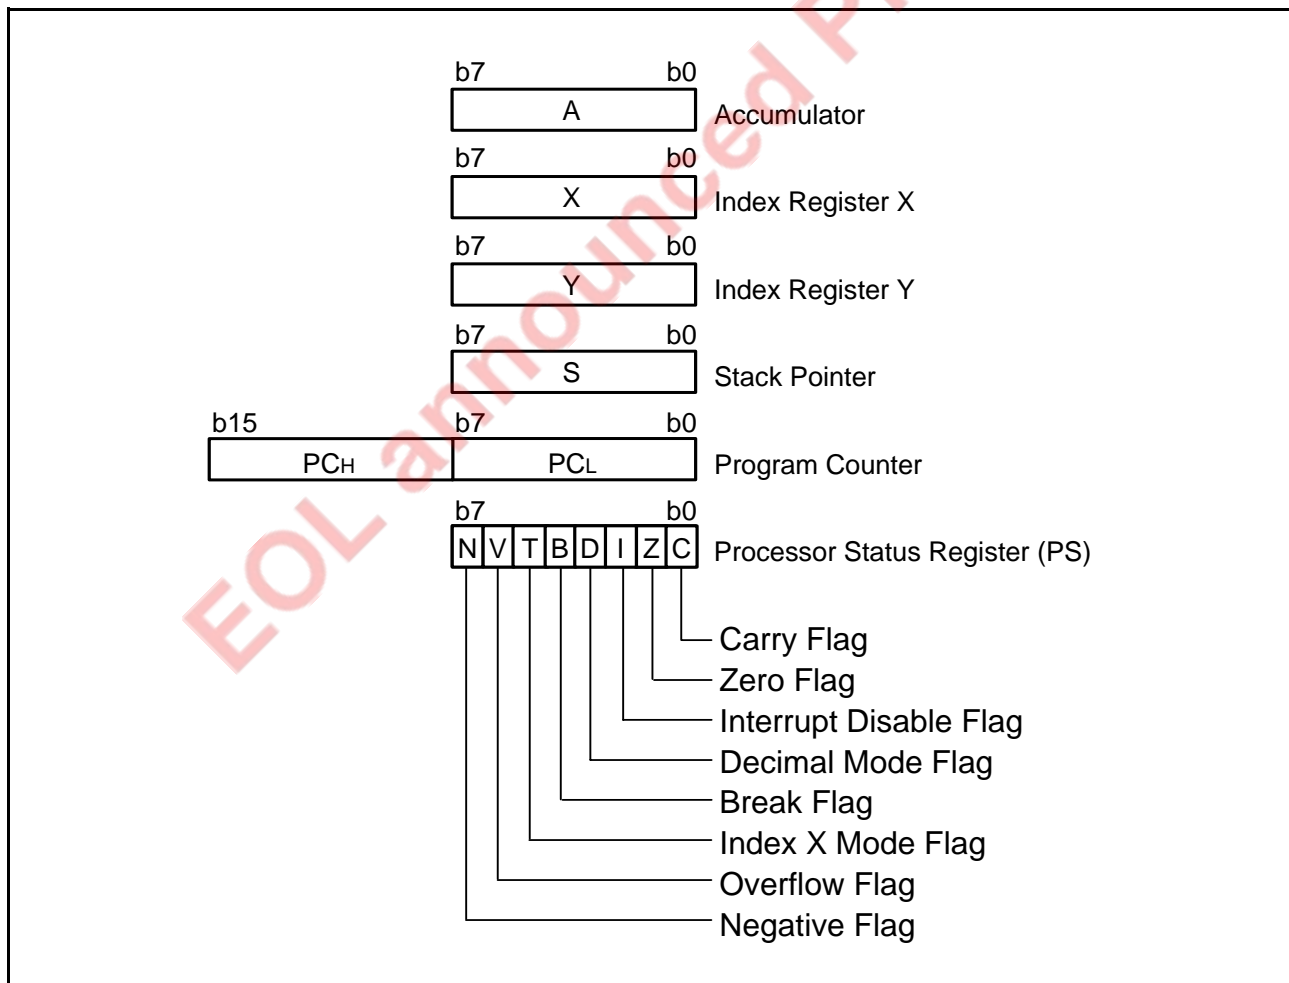 b7 b0
A Accumulator
b7 b0
X Index Register X
b7 b0
Y Index Register Y
b7 b0
S Stack Pointer
b15 b7 b0
PCH PCL Program Counter
b7 b0
N V T B D I Z C Processor Status Register (PS)
Carry Flag
Zero Flag
Interrupt Disable Flag
Decimal Mode Flag
Break Flag
Index X Mode Flag
Overflow Flag
Negative Flag
EOL announced